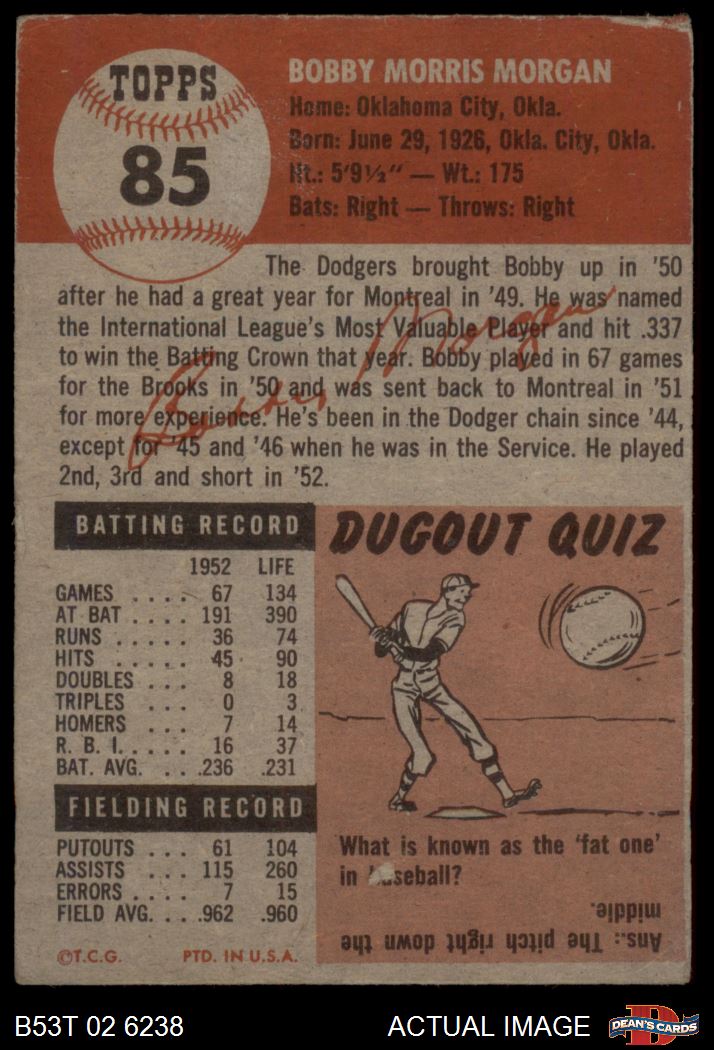 TOPPS
85
BOBBY MORRIS MORGAN
Home: Oklahoma City, Okla.
Born: June 29, 1926, Okla. City, Okla.
Ht.: 5'9½" — Wt.: 175
Bats: Right — Throws: Right
The Dodgers brought Bobby up in '50
after he had a great year for Montreal in '49. He was named
the International League's Most Valuable Player and hit .337
to win the Batting Crown that year. Bobby played in 67 games
for the Brooks in '50 and was sent back to Montreal in '51
for more experience. He's been in the Dodger chain since '44,
except for '45 and '46 when he was in the Service. He played
2nd, 3rd and short in '52.
Morgan
BATTING RECORD
1952 LIFE
GAMES . . . . 67 134
AT BAT . . . . 191 390
RUNS . . . . . 36 74
HITS . . . . . 45 90
DOUBLES . . . 8 18
TRIPLES . . . 0 3
HOMERS . . . 7 14
R. B. I. . . . . 16 37
BAT. AVG. . . .236 .231
FIELDING RECORD
PUTOUTS . . . 61 104
ASSISTS . . . 115 260
ERRORS . . . . 7 15
FIELD AVG. . . .962 .960
©T.C.G. PTD. IN U.S.A.
DUGOUT QUIZ
What is known as the 'fat one'
in baseball?
Ans.: The pitch right down the
middle.
B53T 02 6238
ACTUAL IMAGE
DEAN'S CARDS